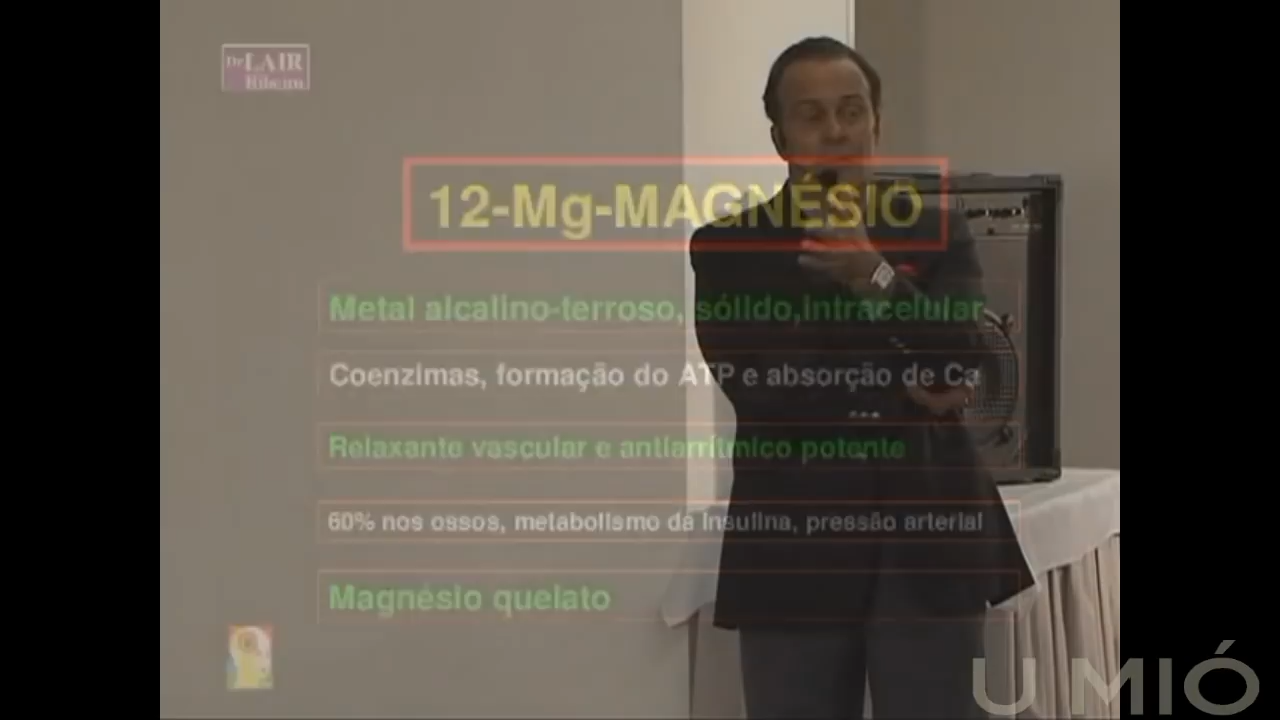 Dr LAIR
Ribeiro
12-Mg-MAGNÉSIO
Metal alcalino-terroso, sólido,intracelular
Coenzimas, formação do ATP e absorção de Ca
Relaxante vascular e antiarrítmico potente
60% nos ossos, metabolismo da insulina, pressão arterial
Magnésio quelato
U MIÓ